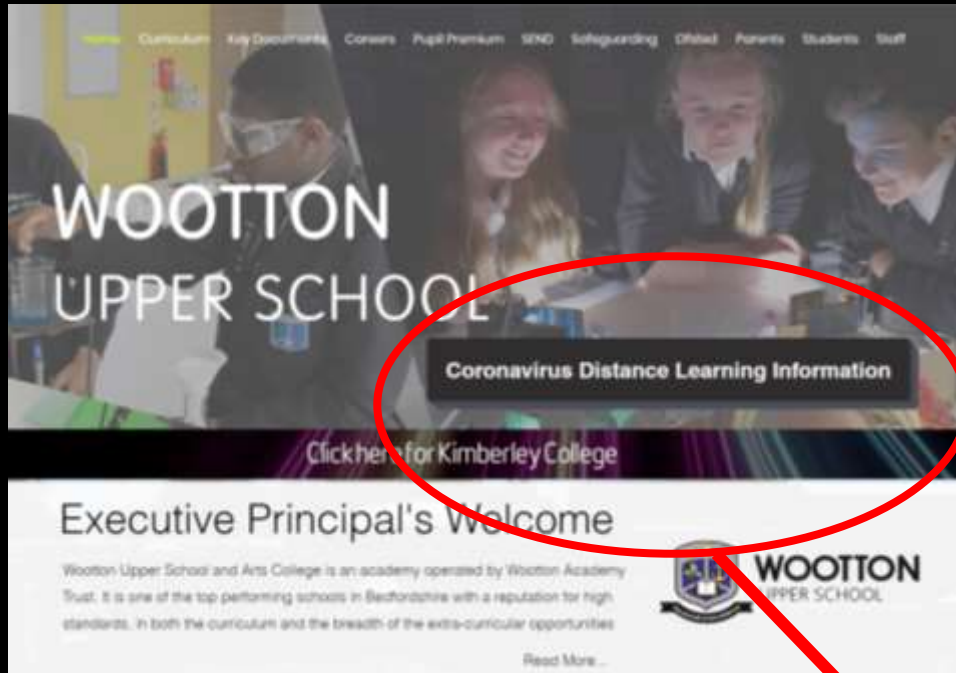 Home Curriculum Key Documents Careers Pupil Premium SEND Safeguarding Ofsted Parents Students Staff
WOOTTON
UPPER SCHOOL
Coronavirus Distance Learning Information
Click here for Kimberley College
Executive Principal's Welcome
Wootton Upper School and Arts College is an academy operated by Wootton Academy
Trust. It is one of the top performing schools in Bedfordshire with a reputation for high
standards, in both the curriculum and the breadth of the extra-curricular opportunities
Read More...
WOOTTON
UPPER SCHOOL